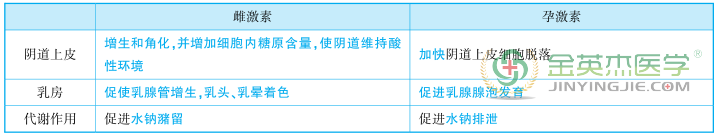 雌激素 孕激素
阴道上皮 增生和角化,并增加细胞内糖原含量,使阴道维持酸性环境 加快阴道上皮细胞脱落
乳房 促使乳腺管增生,乳头、乳晕着色 促进乳腺腺泡发育
代谢作用 促进水钠潴留 促进水钠排泄
金英杰医学®
JINYINGJIE.COM